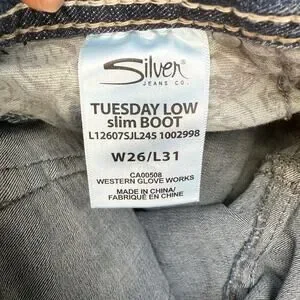 Silver
JEANS CO.
TUESDAY LOW
slim BOOT
L12607SJL245 1002998
W26/L31
CA00508
WESTERN GLOVE WORKS
MADE IN CHINA/
FABRIQUÉ EN CHINE